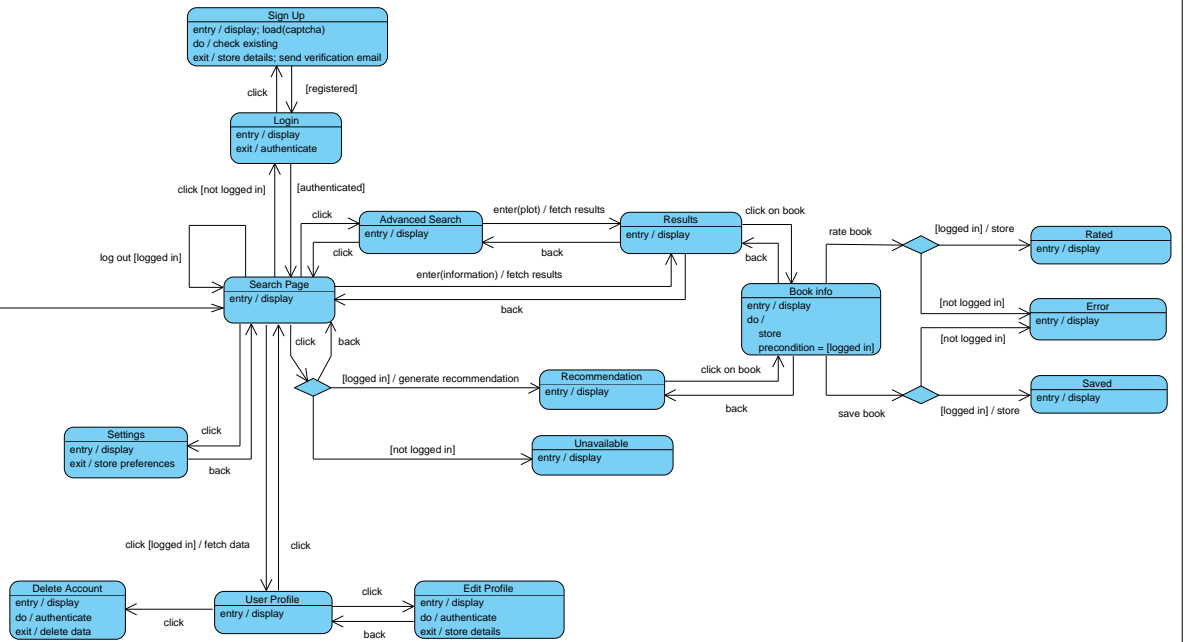 Sign Up
entry / display; load(captcha)
do / check existing
exit / store details; send verification email
click
[registered]
Login
entry / display
exit / authenticate
click [not logged in]
[authenticated]
click
Advanced Search
entry / display
click
enter(plot) / fetch results
back
Results
entry / display
click on book
back
rate book
[logged in] / store
Rated
entry / display
log out [logged in]
enter(information) / fetch results
back
Search Page
entry / display
Book info
entry / display
do /
store
precondition = [logged in]
[not logged in]
Error
entry / display
[not logged in]
click
back
[logged in] / generate recommendation
Recommendation
entry / display
click on book
back
save book
[logged in] / store
Saved
entry / display
Settings
entry / display
exit / store preferences
click
back
[not logged in]
Unavailable
entry / display
click [logged in] / fetch data
click
Delete Account
entry / display
do / authenticate
exit / delete data
click
User Profile
entry / display
click
back
Edit Profile
entry / display
do / authenticate
exit / store details